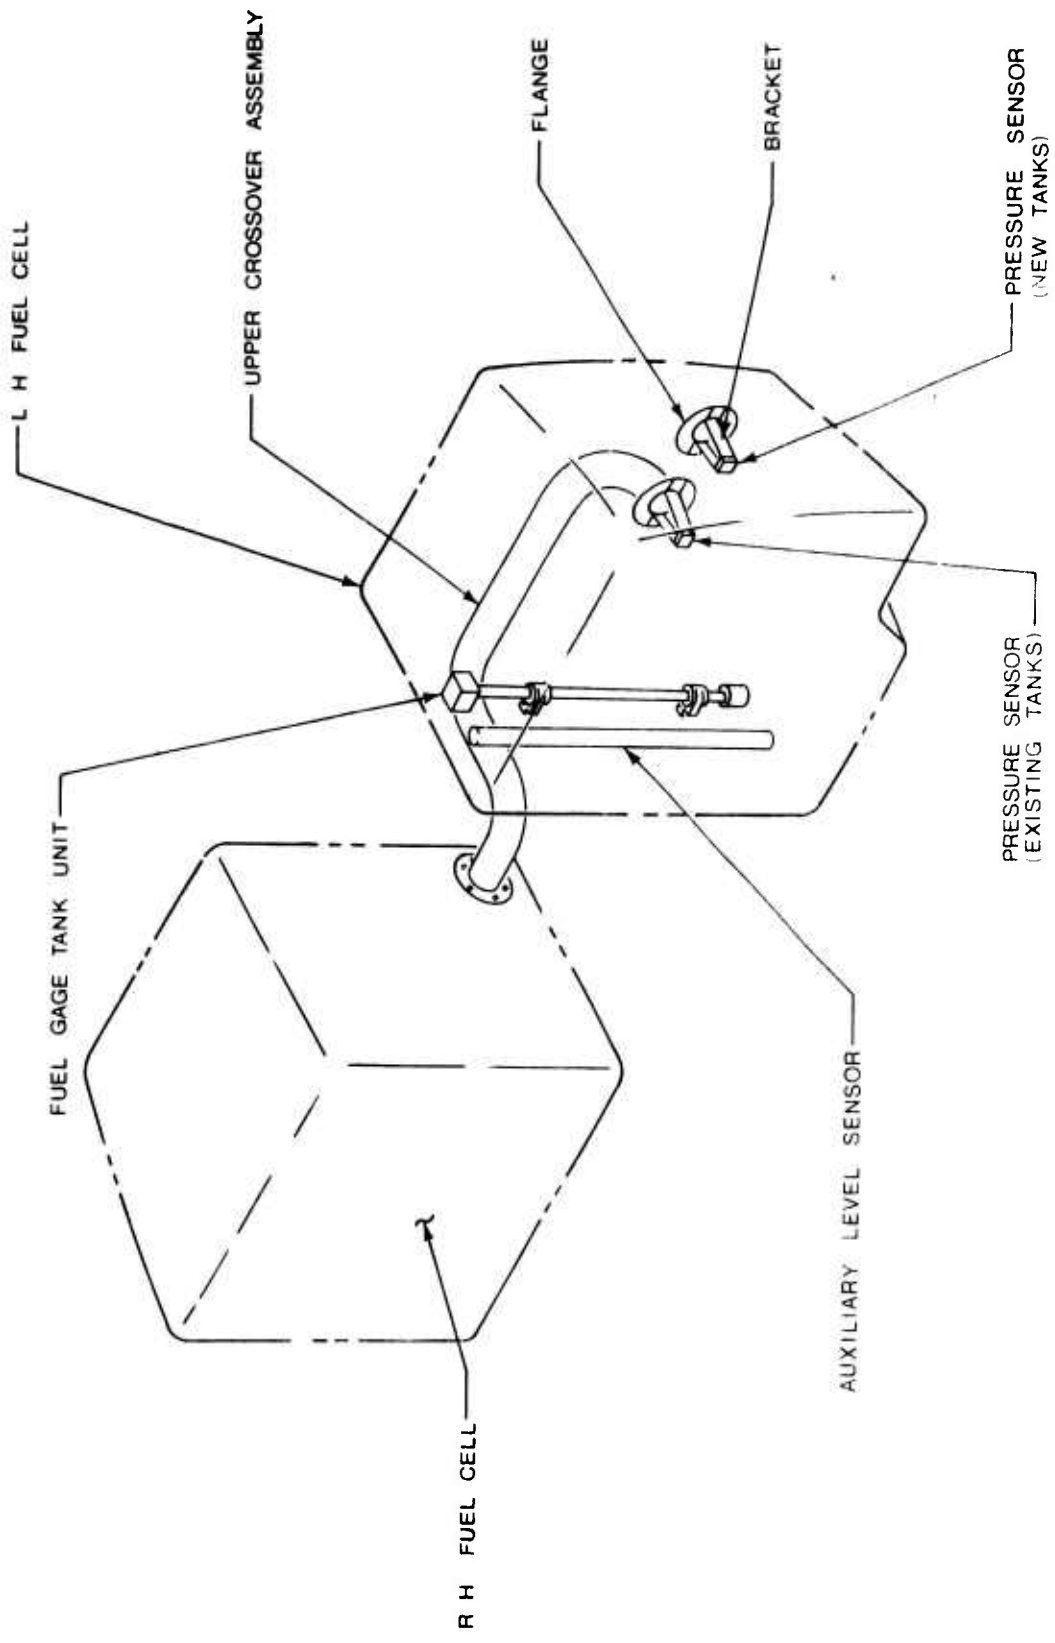 L H FUEL CELL
UPPER CROSSOVER ASSEMBLY
FUEL GAGE TANK UNIT
FLANGE
BRACKET
R H FUEL CELL
AUXILIARY LEVEL SENSOR
PRESSURE SENSOR
(EXISTING TANKS)
PRESSURE SENSOR
(NEW TANKS)